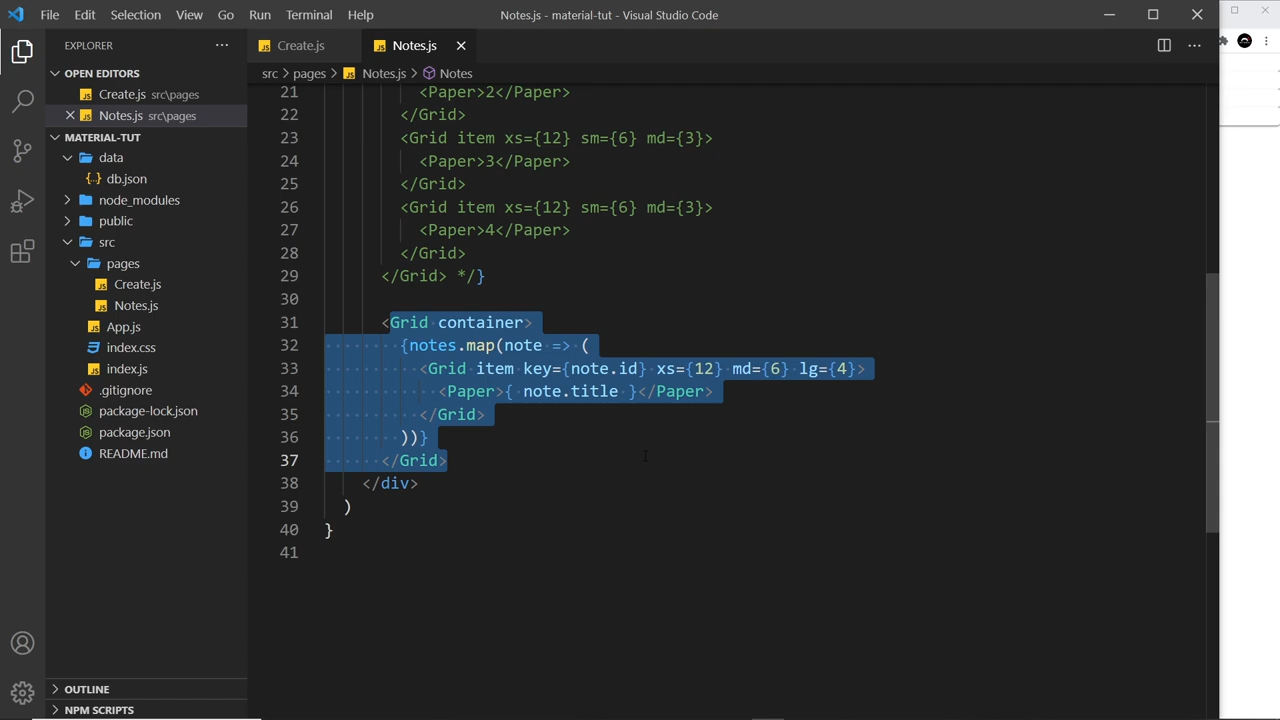 File Edit Selection View Go Run Terminal Help
Notes.js - material-tut - Visual Studio Code
EXPLORER
OPEN EDITORS
Create.js src\pages
Notes.js src\pages
MATERIAL-TUT
data
db.json
node_modules
public
src
pages
Create.js
Notes.js
App.js
index.css
index.js
.gitignore
package-lock.json
package.json
README.md
OUTLINE
NPM SCRIPTS
Create.js Notes.js
src > pages > Notes.js > Notes
21 <Paper>2</Paper>
22 </Grid>
23 <Grid item xs={12} sm={6} md={3}>
24 <Paper>3</Paper>
25 </Grid>
26 <Grid item xs={12} sm={6} md={3}>
27 <Paper>4</Paper>
28 </Grid>
29 </Grid> */}
30
31 <Grid container>
32 {notes.map(note => (
33 <Grid item key={note.id} xs={12} md={6} lg={4}>
34 <Paper>{ note.title }</Paper>
35 </Grid>
36 ))}
37 </Grid>
38 </div>
39 )
40 }
41